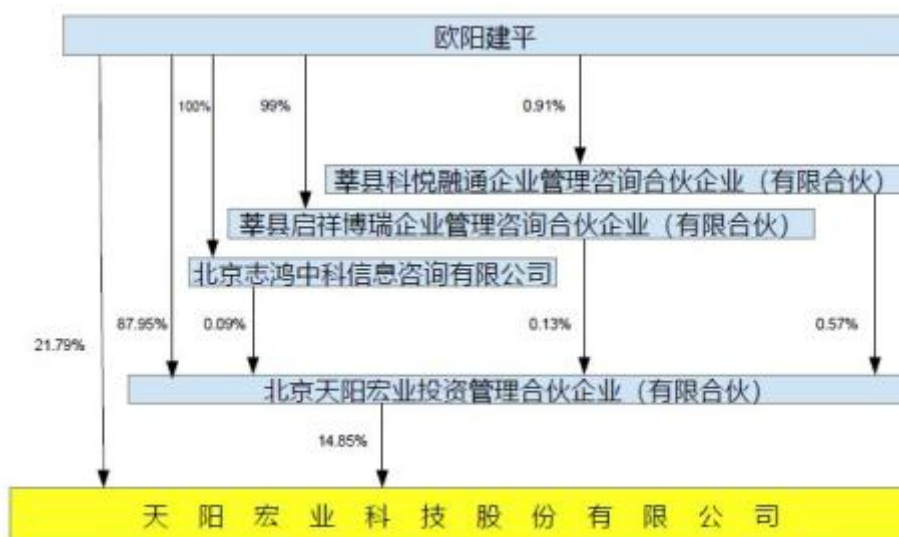 欧阳建平
100%
99%
0.91%
莘县科悦融通企业管理咨询合伙企业（有限合伙）
莘县启祥博瑞企业管理咨询合伙企业（有限合伙）
北京志鸿中科信息咨询有限公司
21.79%
87.95%
0.09%
0.13%
0.57%
北京天阳宏业投资管理合伙企业（有限合伙）
14.85%
天阳宏业科技股份有限公司